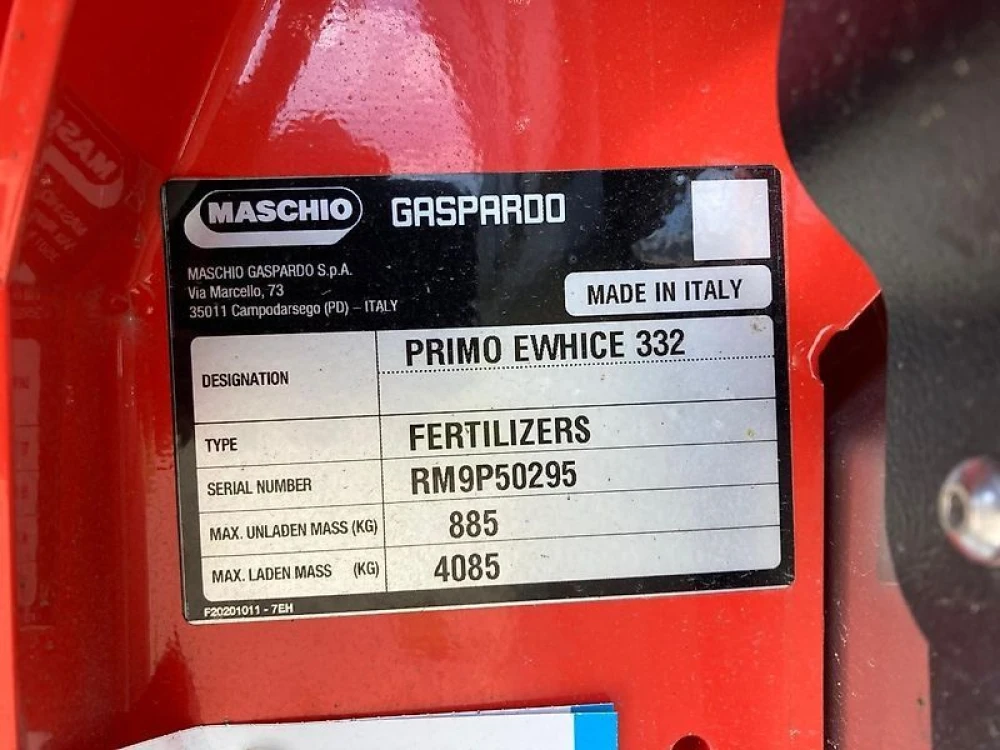 MASCHIO GASPARDO
MASCHIO GASPARDO S.p.A.
Via Marcello, 73
35011 Campodarsego (PD) – ITALY
MADE IN ITALY
DESIGNATION PRIMO EWHICE 332
TYPE FERTILIZERS
SERIAL NUMBER RM9P50295
MAX. UNLADEN MASS (KG) 885
MAX. LADEN MASS (KG) 4085
F20201011 - 7EH